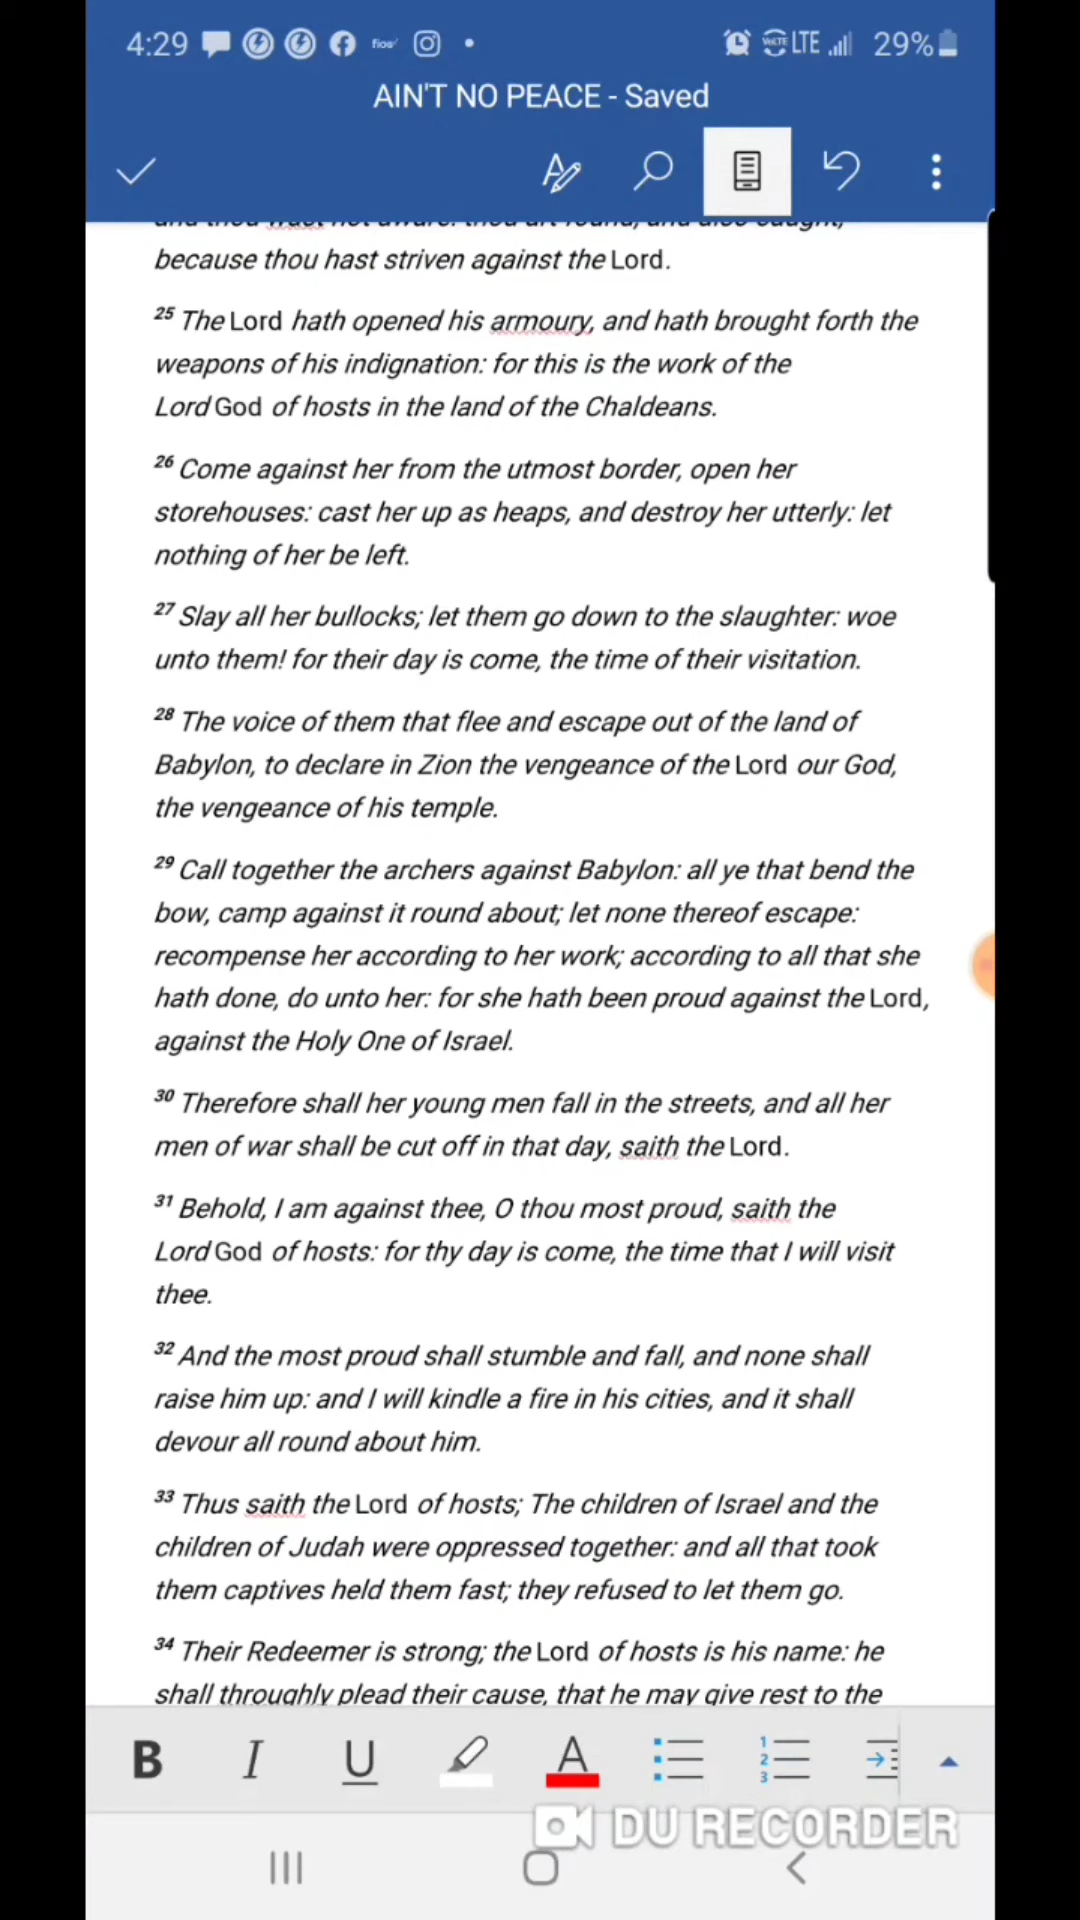 4:29 fios LTE 29%
AIN'T NO PEACE - Saved
and thou wast not aware: thou art found, and also caught,
because thou hast striven against the Lord.
25 The Lord hath opened his armoury, and hath brought forth the
weapons of his indignation: for this is the work of the
Lord God of hosts in the land of the Chaldeans.
26 Come against her from the utmost border, open her
storehouses: cast her up as heaps, and destroy her utterly: let
nothing of her be left.
27 Slay all her bullocks; let them go down to the slaughter: woe
unto them! for their day is come, the time of their visitation.
28 The voice of them that flee and escape out of the land of
Babylon, to declare in Zion the vengeance of the Lord our God,
the vengeance of his temple.
29 Call together the archers against Babylon: all ye that bend the
bow, camp against it round about; let none thereof escape:
recompense her according to her work; according to all that she
hath done, do unto her: for she hath been proud against the Lord,
against the Holy One of Israel.
30 Therefore shall her young men fall in the streets, and all her
men of war shall be cut off in that day, saith the Lord.
31 Behold, I am against thee, O thou most proud, saith the
Lord God of hosts: for thy day is come, the time that I will visit
thee.
32 And the most proud shall stumble and fall, and none shall
raise him up: and I will kindle a fire in his cities, and it shall
devour all round about him.
33 Thus saith the Lord of hosts; The children of Israel and the
children of Judah were oppressed together: and all that took
them captives held them fast; they refused to let them go.
34 Their Redeemer is strong; the Lord of hosts is his name: he
shall throughly plead their cause, that he may give rest to the
B I U A 1 2 3
DU RECORDER